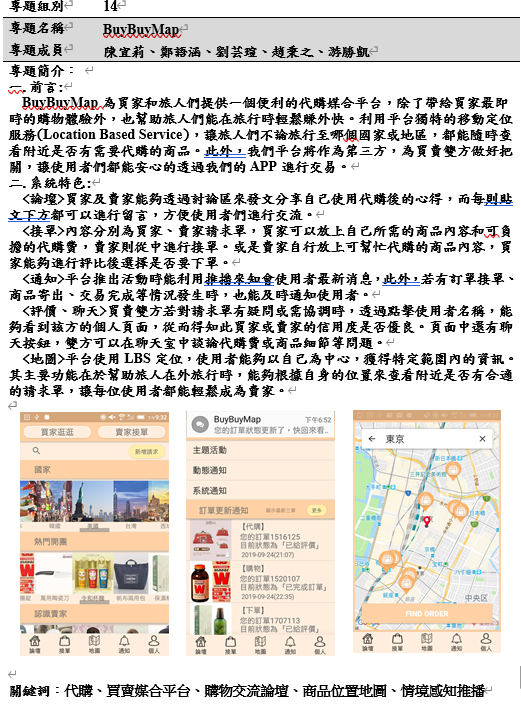 專題組別 14
專題名稱 BuyBuyMap
專題成員 陳宜莉、鄭語涵、劉芸瑄、趙秉之、游勝凱
專題簡介：
一. 前言:
BuyBuyMap 為買家和旅人們提供一個便利的代購媒合平台，除了帶給買家最即
時的購物體驗外，也幫助旅人們能在旅行時輕鬆賺外快。利用平台獨特的移動定位
服務(Location Based Service)，讓旅人們不論旅行至哪個國家或地區，都能隨時查
看附近是否有需要代購的商品。此外，我們平台將作為第三方，為買賣雙方做好把
關，讓使用者們都能安心的透過我們的 APP 進行交易。
二. 系統特色:
<論壇>買家及賣家能夠透過討論區來發文分享自己使用代購後的心得，而每則貼
文下方都可以進行留言，方便使用者們進行交流。
<接單>內容分別為買家、賣家請求單，買家可以放上自己所需的商品內容和可負
擔的代購費，賣家則從中進行接單。或是賣家自行放上可幫忙代購的商品內容，買
家能夠進行評比後選擇是否要下單。
<通知>平台推出活動時能利用推播來知會使用者最新消息，此外，若有訂單接單、
商品寄出、交易完成等情況發生時，也能及時通知使用者。
<評價、聊天>買賣雙方若對請求單有疑問或需協調時，透過點擊使用者名稱，能
夠看到該方的個人頁面，從而得知此買家或賣家的信用度是否優良。頁面中還有聊
天按鈕，雙方可以在聊天室中談論代購費或商品細節等問題。
<地圖>平台使用 LBS 定位，使用者能夠以自己為中心，獲得特定範圍內的資訊。
其主要功能在於幫助旅人在外旅行時，能夠根據自身的位置來查看附近是否有合適
的請求單，讓每位使用者都能輕鬆成為賣家。
9:32
買家逛逛 賣家接單
新增請求
國家
韓國 美國 台灣
熱門開團
萬用陶瓷刀 令和托腮 帆布兩用包
認識賣家
論壇 接單 地圖 通知 個人
BuyBuyMap 下午6:52
您的訂單狀態更新了，快回來看..
主題活動
動態通知
系統通知
訂單更新通知 顯示最新三筆 更多
【代購】
您的訂單1516125
目前狀態為「已給評價」
2019-09-24(21:07)
【購物】
您的訂單1520107
目前狀態為「已完成訂單」
2019-09-24(22:35)
【下單】
您的訂單1707113
目前狀態為「已給評價」
論壇 接單 地圖 通知 個人
東京
中央区
FIND ORDER
論壇 接單 地圖 通知 個人
關鍵詞：代購、買賣媒合平台、購物交流論壇、商品位置地圖、情境感知推播